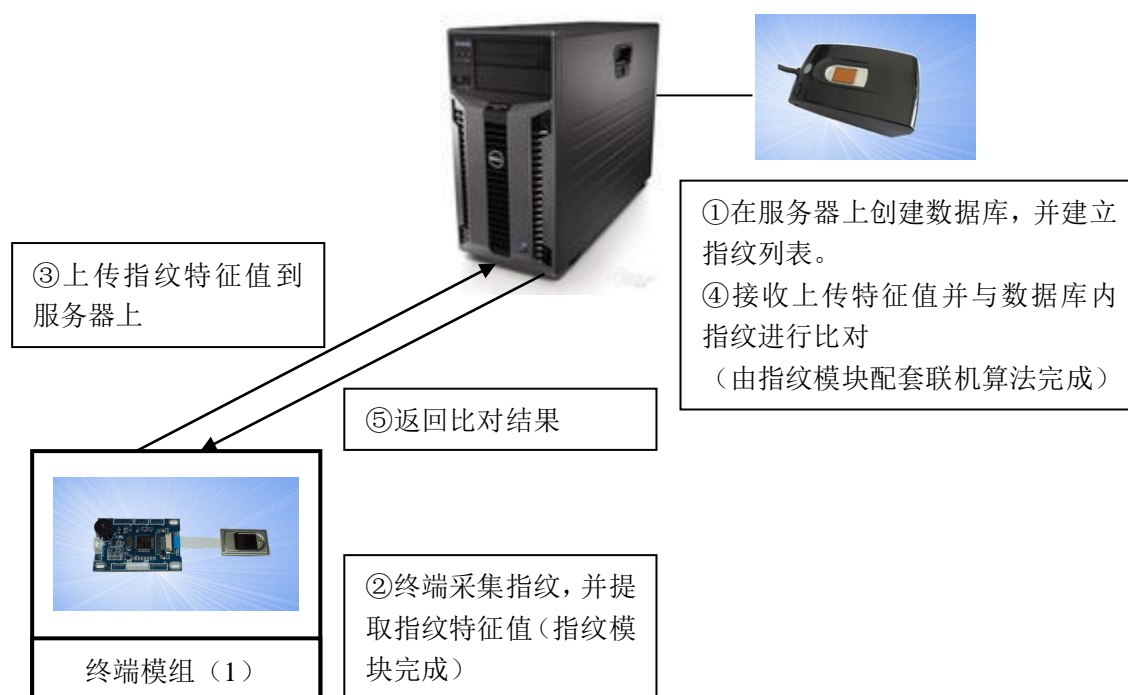 ①在服务器上创建数据库，并建立
指纹列表。
④接收上传特征值并与数据库内
指纹进行比对
（由指纹模块配套联机算法完成）
③上传指纹特征值到
服务器上
⑤返回比对结果
②终端采集指纹，并提
取指纹特征值（指纹模
块完成）
终端模组（1）